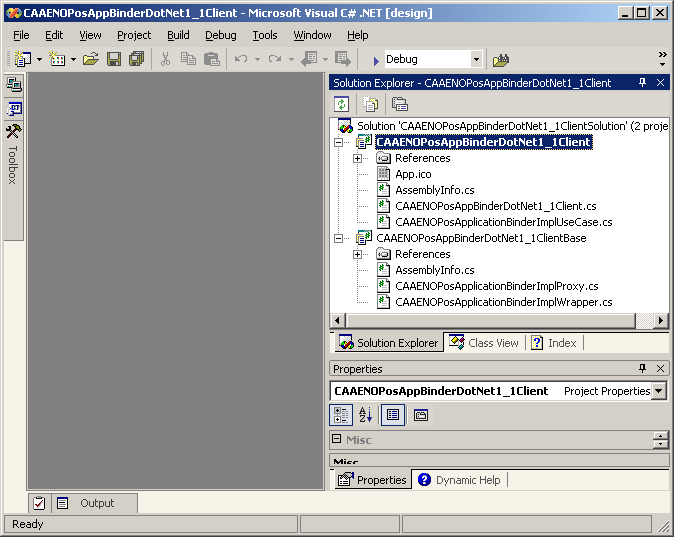 CAAENOPosAppBinderDotNet1_1Client - Microsoft Visual C# .NET [design]
File Edit View Project Build Debug Tools Window Help
Debug
Toolbox
Solution Explorer - CAAENOPosAppBinderDotNet1_1Client
Solution 'CAAENOPosAppBinderDotNet1_1ClientSolution' (2 proje
CAAENOPosAppBinderDotNet1_1Client
References
App.ico
AssemblyInfo.cs
CAAENOPosAppBinderDotNet1_1Client.cs
CAAENOPosApplicationBinderImplUseCase.cs
CAAENOPosAppBinderDotNet1_1ClientBase
References
AssemblyInfo.cs
CAAENOPosApplicationBinderImplProxy.cs
CAAENOPosApplicationBinderImplWrapper.cs
Solution Explorer Class View Index
Properties
CAAENOPosAppBinderDotNet1_1Client Project Properties
Misc
Misc
Properties Dynamic Help
Output
Ready